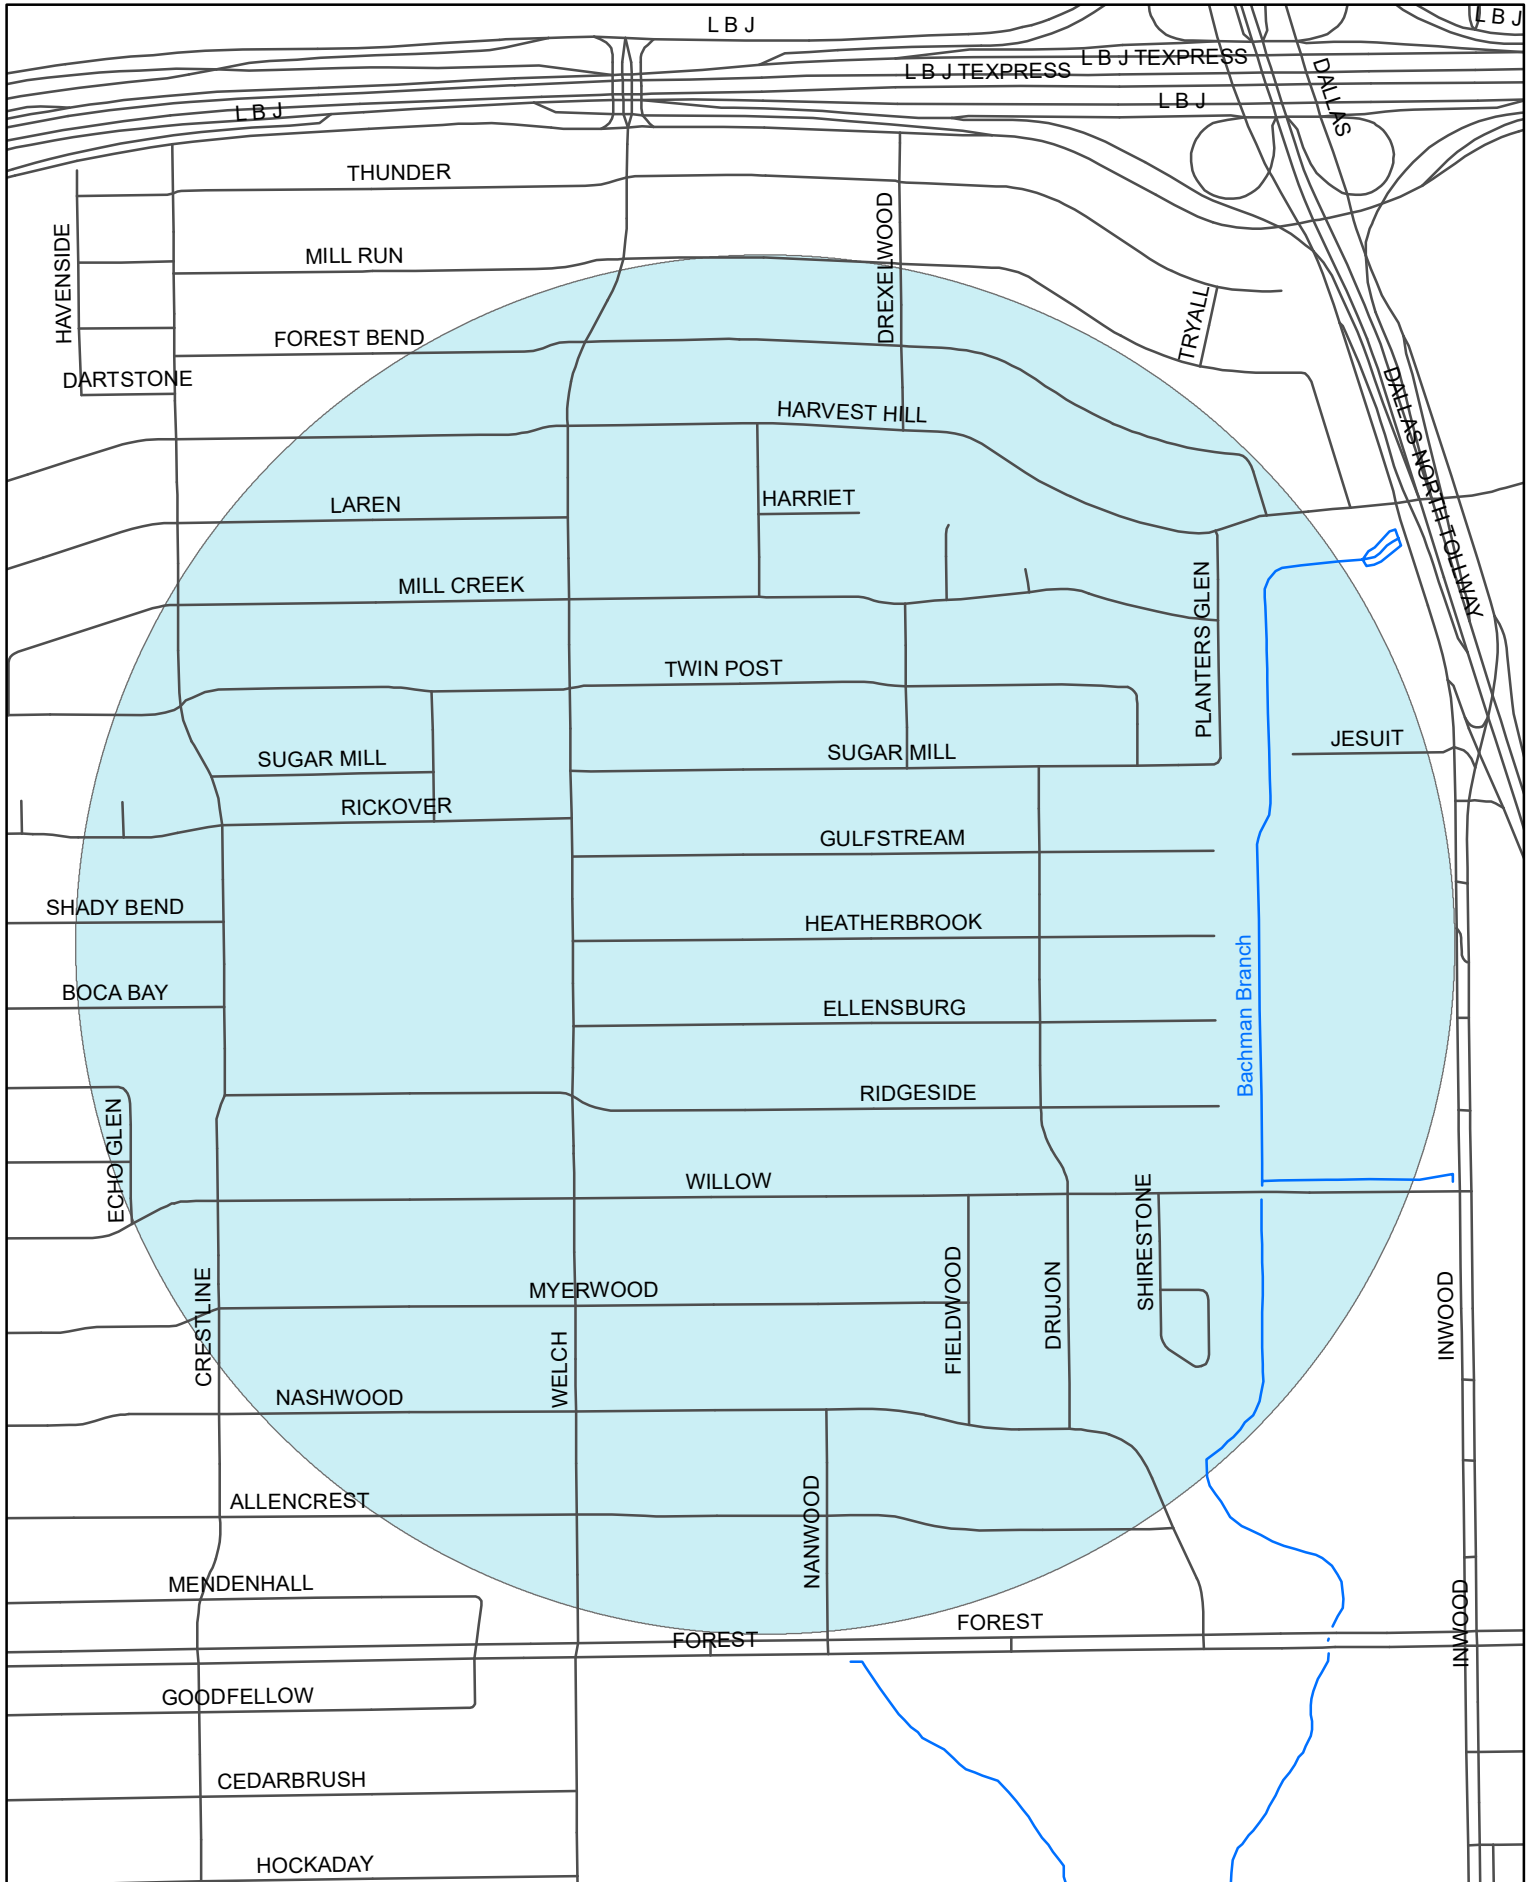 L B J
L B J
L B J TEXPRESS
L B J TEXPRESS
L B J
L B J
DALLAS
THUNDER
HAVENSIDE
MILL RUN
DREXELWOOD
TRYALL
FOREST BEND
DARTSTONE
HARVEST HILL
DALLAS NORTH TOLLWAY
LAREN
HARRIET
MILL CREEK
PLANTERS GLEN
TWIN POST
SUGAR MILL
SUGAR MILL
JESUIT
RICKOVER
GULFSTREAM
SHADY BEND
HEATHERBROOK
Bachman Branch
BOCA BAY
ELLENSBURG
RIDGESIDE
ECHO GLEN
WILLOW
SHIRESTONE
CRESTLINE
MYERWOOD
WELCH
FIELDWOOD
DRUJON
INWOOD
NASHWOOD
ALLENCREST
NANWOOD
MENDENHALL
FOREST
FOREST
INWOOD
GOODFELLOW
CEDARBRUSH
HOCKADAY